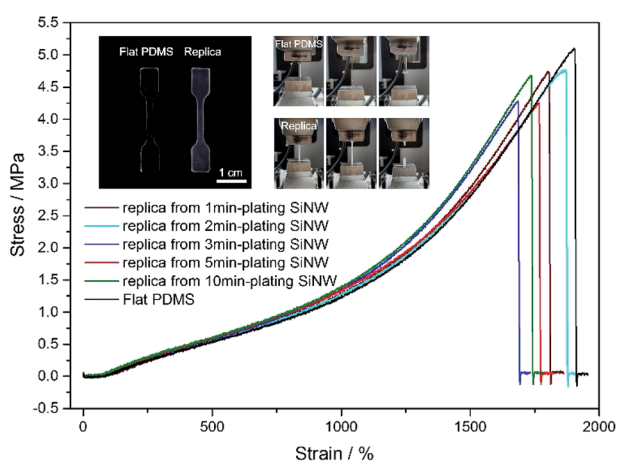 5.5
5.0
4.5
4.0
3.5
3.0
2.5
2.0
1.5
1.0
0.5
0.0
-0.5
Stress / MPa
Flat PDMS Replica
1 cm
Flat PDMS
Replica
replica from 1min-plating SiNW
replica from 2min-plating SiNW
replica from 3min-plating SiNW
replica from 5min-plating SiNW
replica from 10min-plating SiNW
Flat PDMS
0 500 1000 1500 2000
Strain / %